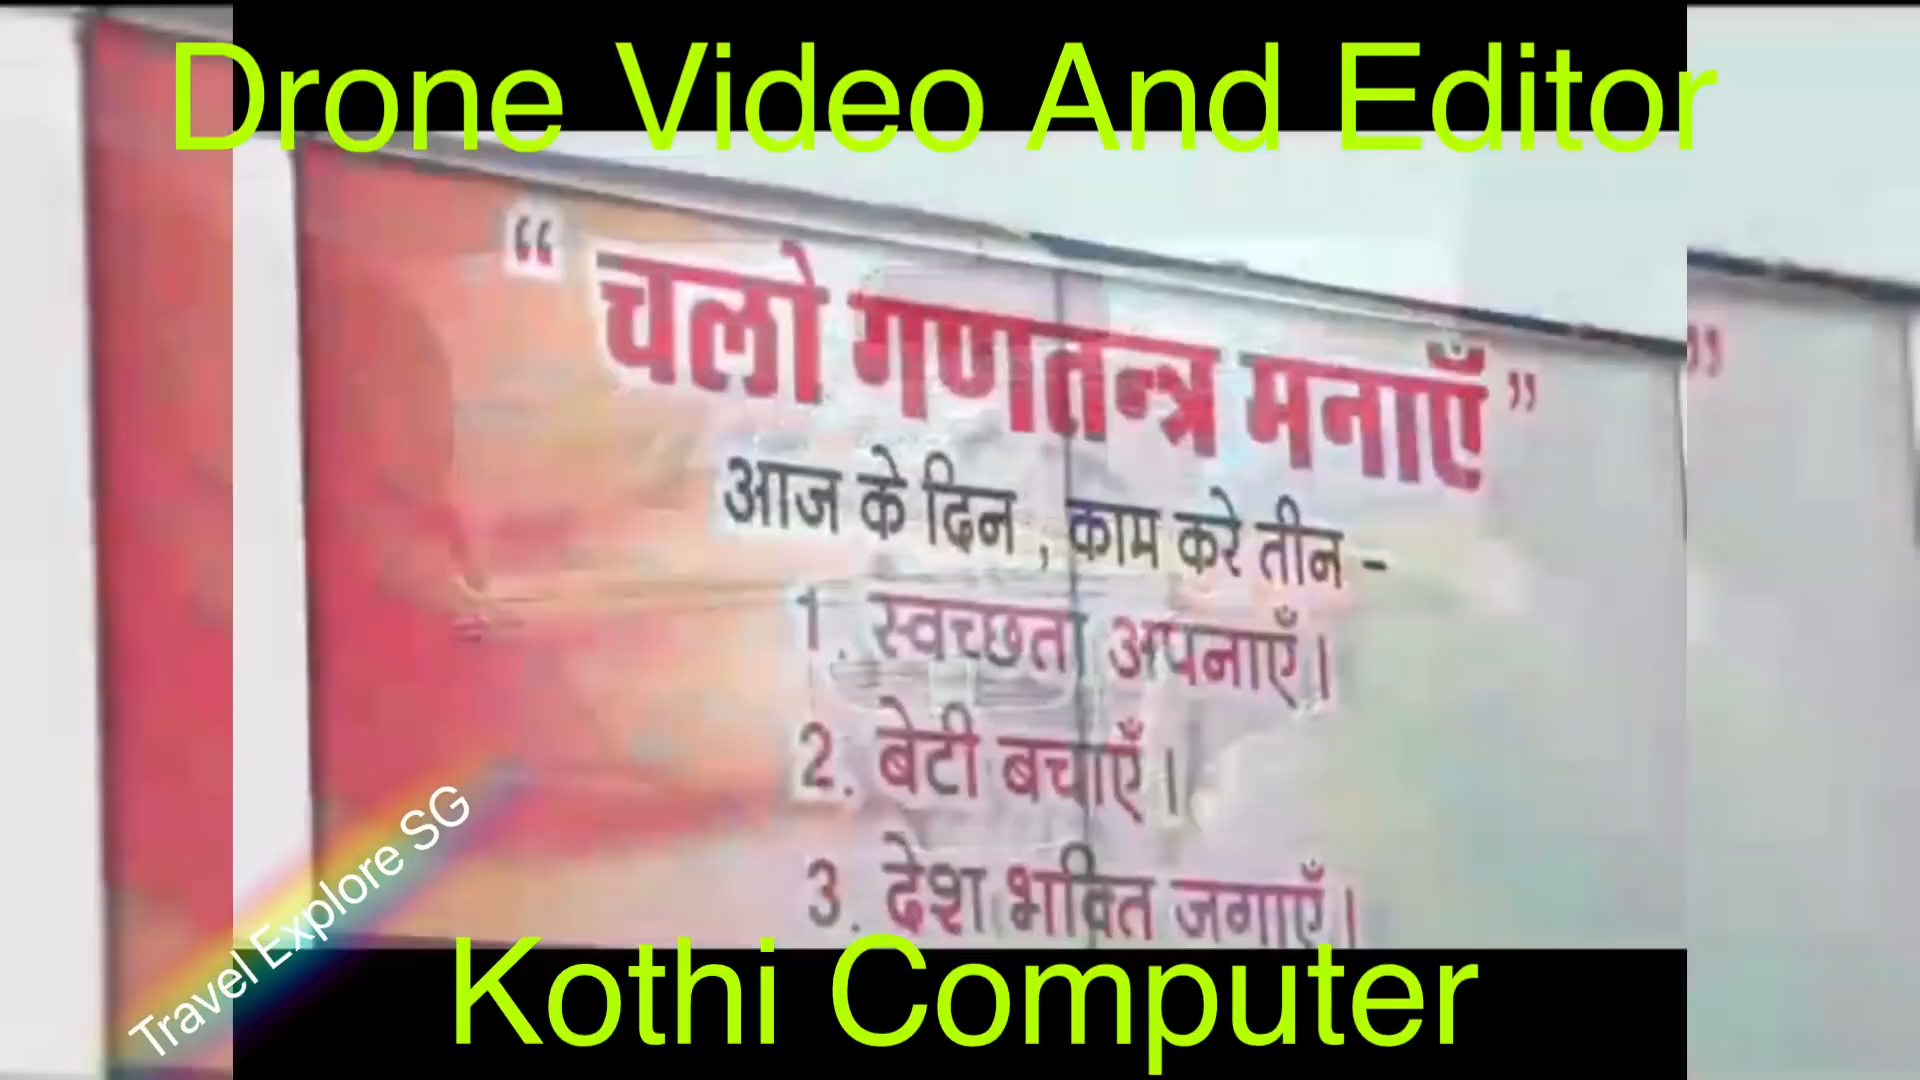 Drone Video And Editor
“ चलो गणतन्त्र मनाएँ ”
”
आज के दिन , काम करे तीन –
1. स्वच्छता अपनाएँ।
2. बेटी बचाएँ।
3. देश भक्ति जगाएँ।
Travel Explore SG
Kothi Computer